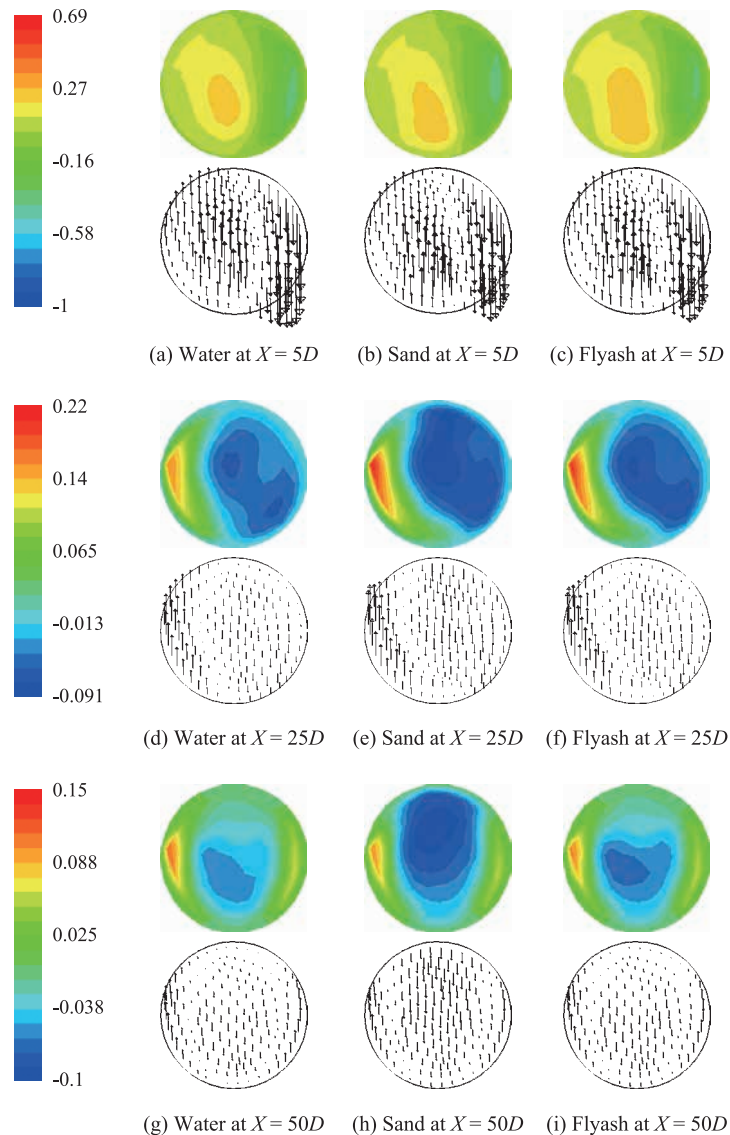 0.69
0.27
-0.16
-0.58
-1
(a) Water at X = 5D
(b) Sand at X = 5D
(c) Flyash at X = 5D
0.22
0.14
0.065
-0.013
-0.091
(d) Water at X = 25D
(e) Sand at X = 25D
(f) Flyash at X = 25D
0.15
0.088
0.025
-0.038
-0.1
(g) Water at X = 50D
(h) Sand at X = 50D
(i) Flyash at X = 50D